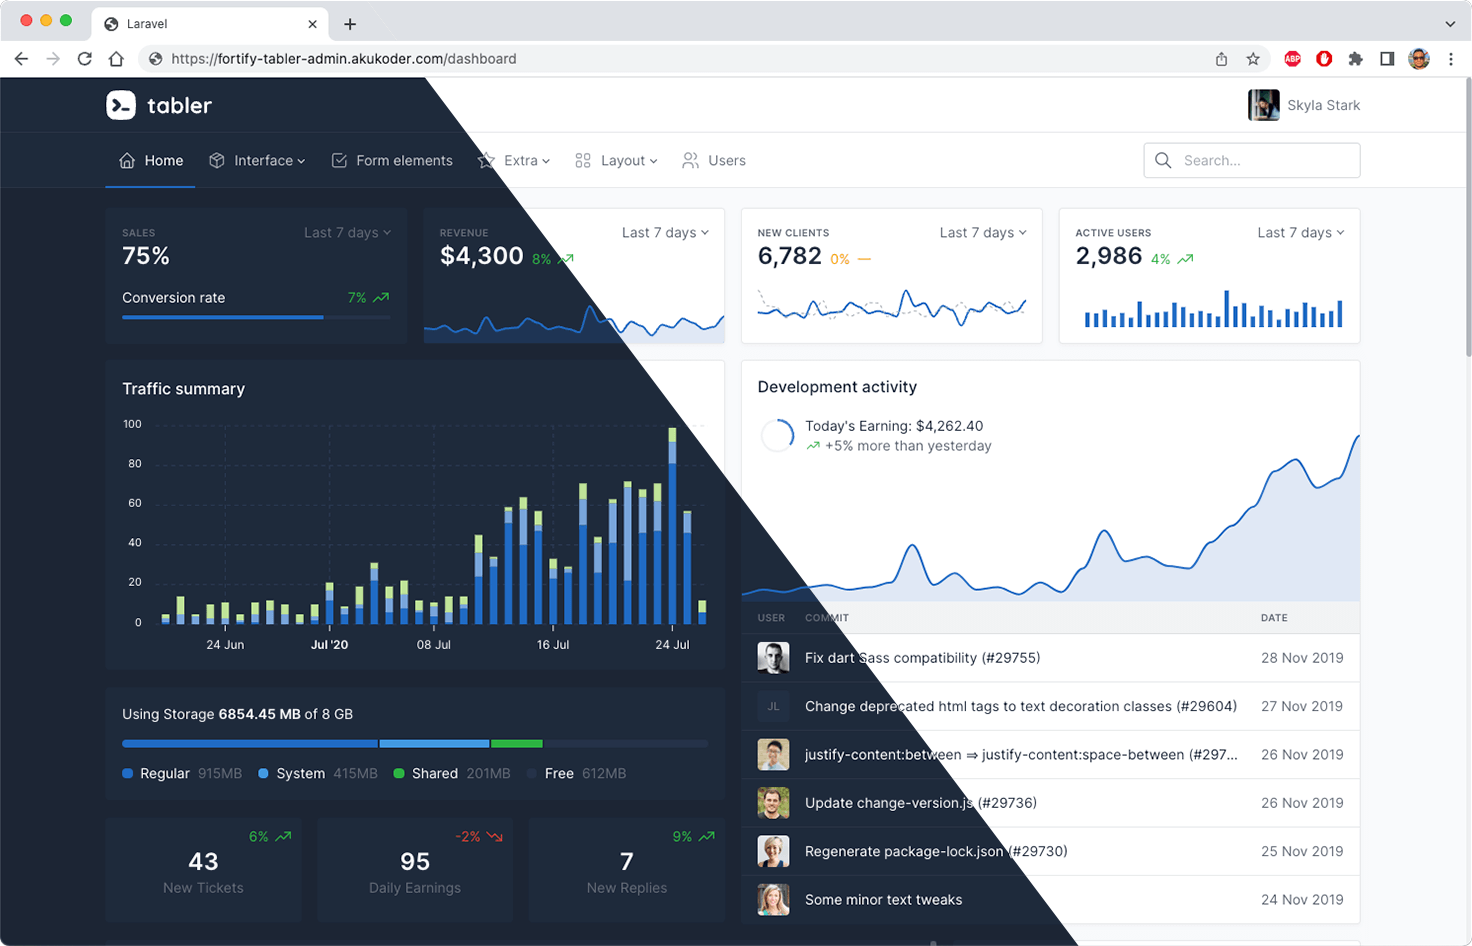 Laravel
https://fortify-tabler-admin.akukoder.com/dashboard
ABP
tabler
Skyla Stark
Home
Interface
Form elements
Extra
Layout
Users
Search...
SALES
Last 7 days
75%
Conversion rate
7%
REVENUE
Last 7 days
$4,300
8%
NEW CLIENTS
Last 7 days
6,782
0%
ACTIVE USERS
Last 7 days
2,986
4%
Traffic summary
100
80
60
40
20
0
24 Jun
Jul '20
08 Jul
16 Jul
24 Jul
Using Storage 6854.45 MB of 8 GB
Regular 915MB
System 415MB
Shared 201MB
Free 612MB
6%
43
New Tickets
-2%
95
Daily Earnings
9%
7
New Replies
Development activity
Today's Earning: $4,262.40
+5% more than yesterday
USER COMMIT DATE
Fix dart Sass compatibility (#29755) 28 Nov 2019
JL Change deprecated html tags to text decoration classes (#29604) 27 Nov 2019
justify-content:between ⇒ justify-content:space-between (#297... 26 Nov 2019
Update change-version.js (#29736) 26 Nov 2019
Regenerate package-lock.json (#29730) 25 Nov 2019
Some minor text tweaks 24 Nov 2019